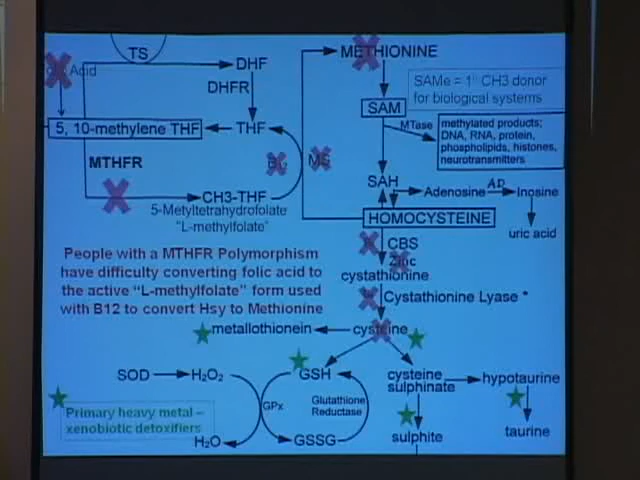 TS
METHIONINE
Acid
DHF
SAMe = 1° CH3 donor
for biological systems
DHFR
SAM
5, 10-methylene THF
THF
MTase
methylated products;
DNA, RNA, protein,
phospholipids, histones,
neurotransmitters
MTHFR
B12
MS
SAH
Adenosine
AD
Inosine
CH3-THF
5-Metyltetrahydrofolate
"L-methylfolate"
HOMOCYSTEINE
uric acid
CBS
Zinc
People with a MTHFR Polymorphism
have difficulty converting folic acid to
the active "L-methylfolate" form used
with B12 to convert Hsy to Methionine
cystathionine
Cystathionine Lyase *
metallothionein
cysteine
SOD
H2O2
GSH
cysteine
sulphinate
hypotaurine
GPx
Glutathione
Reductase
Primary heavy metal –
xenobiotic detoxifiers
H2O
GSSG
sulphite
taurine